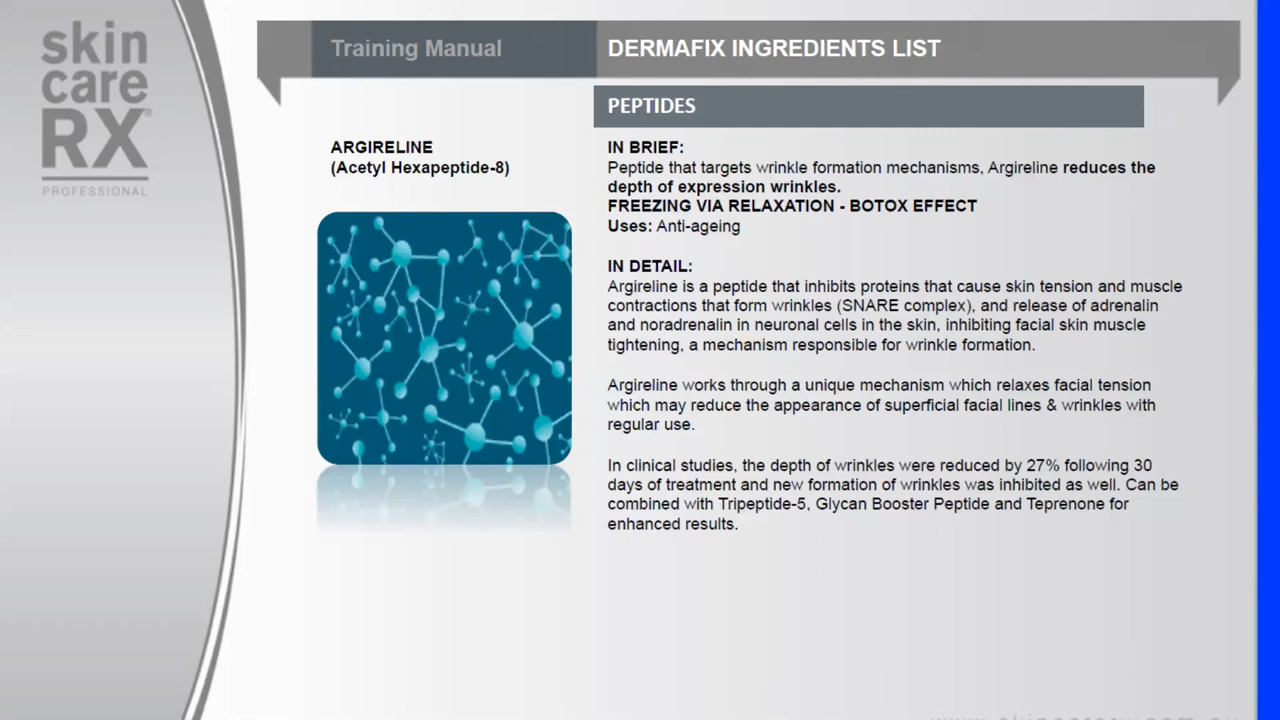 skin
care
RX
PROFESSIONAL
Training Manual
DERMAFIX INGREDIENTS LIST
PEPTIDES
ARGIRELINE
(Acetyl Hexapeptide-8)
IN BRIEF:
Peptide that targets wrinkle formation mechanisms, Argireline reduces the
depth of expression wrinkles.
FREEZING VIA RELAXATION - BOTOX EFFECT
Uses: Anti-ageing
IN DETAIL:
Argireline is a peptide that inhibits proteins that cause skin tension and muscle
contractions that form wrinkles (SNARE complex), and release of adrenalin
and noradrenalin in neuronal cells in the skin, inhibiting facial skin muscle
tightening, a mechanism responsible for wrinkle formation.
Argireline works through a unique mechanism which relaxes facial tension
which may reduce the appearance of superficial facial lines & wrinkles with
regular use.
In clinical studies, the depth of wrinkles were reduced by 27% following 30
days of treatment and new formation of wrinkles was inhibited as well. Can be
combined with Tripeptide-5, Glycan Booster Peptide and Teprenone for
enhanced results.